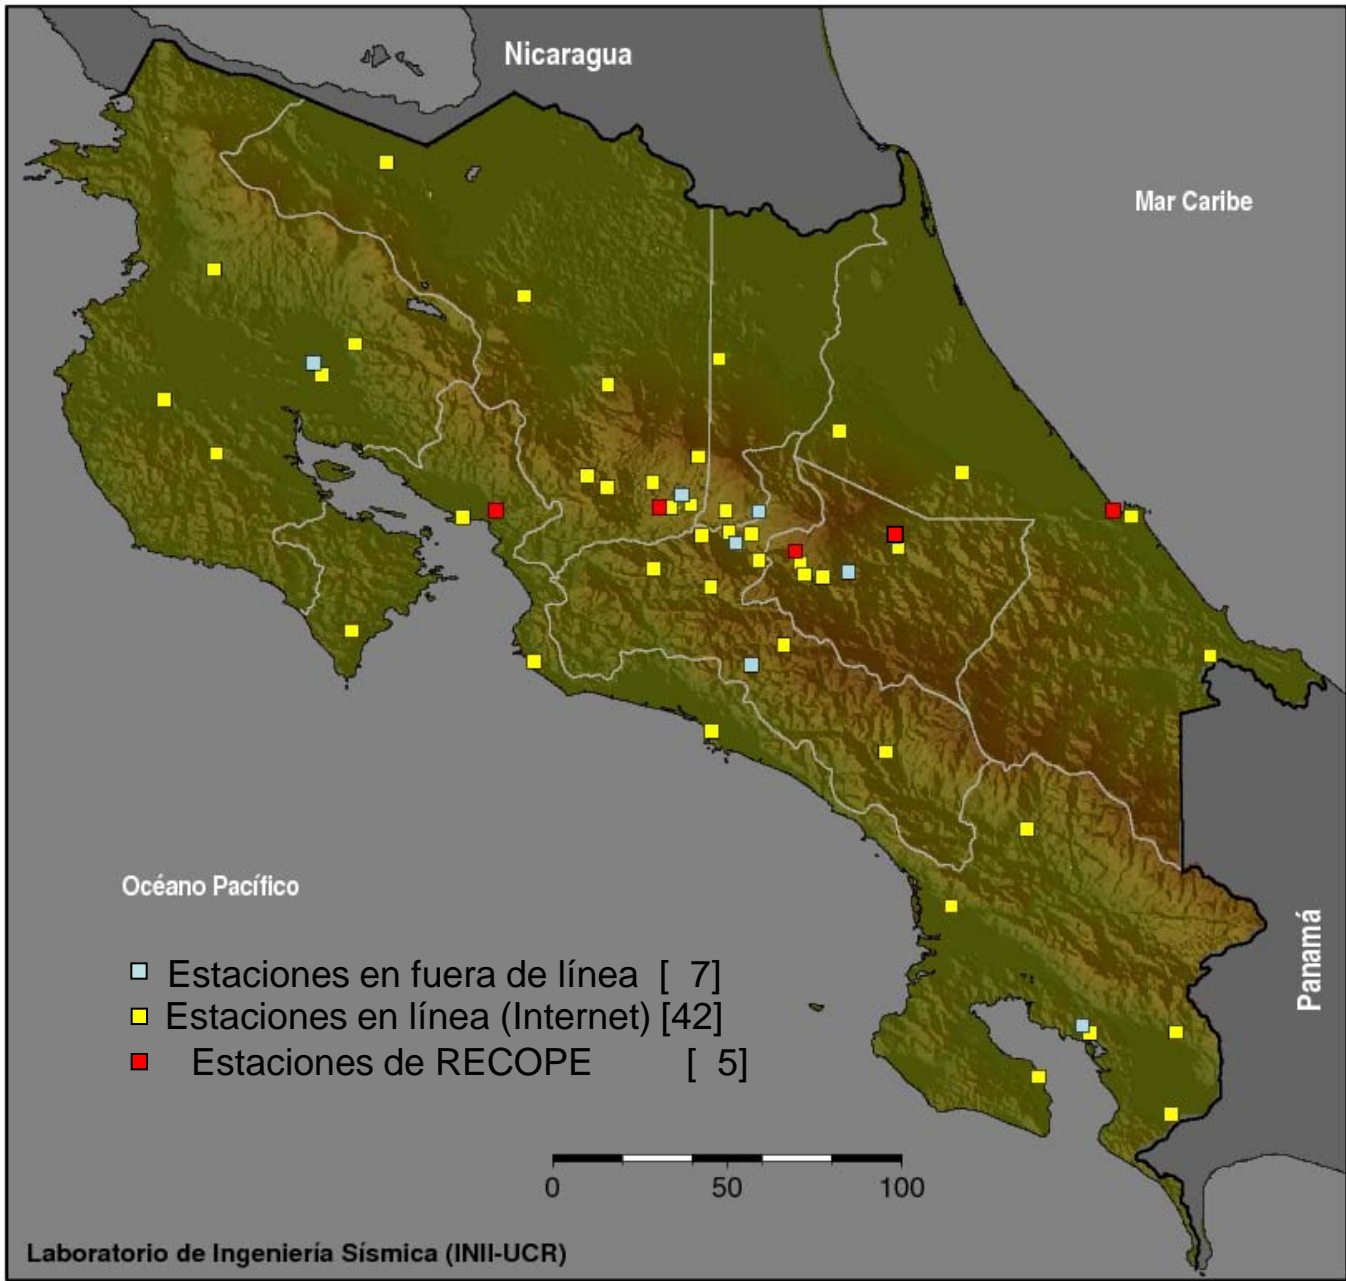 Nicaragua
Mar Caribe
Océano Pacífico
Panamá
Estaciones en fuera de línea [ 7]
Estaciones en línea (Internet) [42]
Estaciones de RECOPE [ 5]
0 50 100
Laboratorio de Ingeniería Sísmica (INII-UCR)